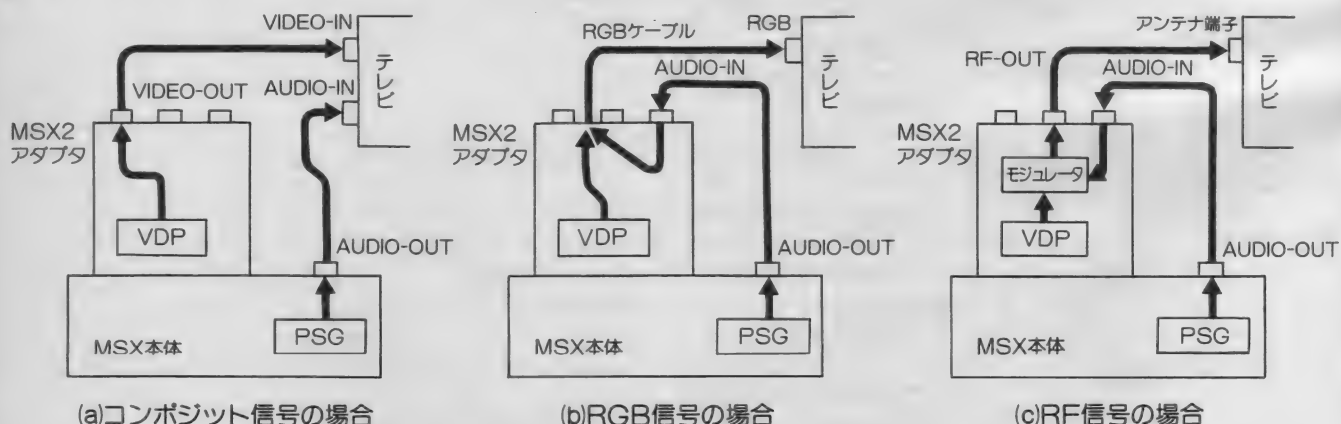 VIDEO-IN
テレビ
AUDIO-IN
VIDEO-OUT
MSX2
アダプタ
VDP
AUDIO-OUT
PSG
MSX本体
(a)コンポジット信号の場合
RGBケーブル
RGB
テレビ
AUDIO-IN
MSX2
アダプタ
VDP
AUDIO-OUT
PSG
MSX本体
(b)RGB信号の場合
アンテナ端子
RF-OUT
テレビ
AUDIO-IN
MSX2
アダプタ
モジュレータ
VDP
AUDIO-OUT
PSG
MSX本体
(c)RF信号の場合